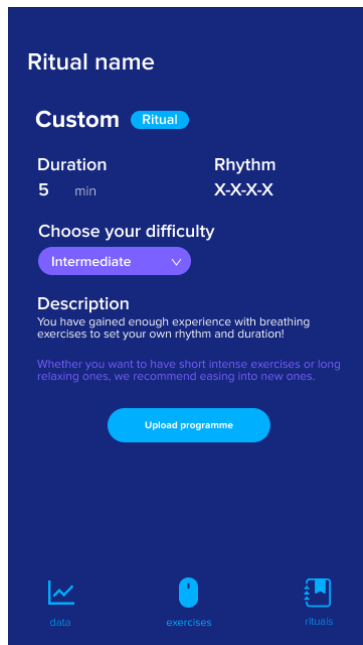 Ritual name
Custom Ritual
Duration Rhythm
5 min X-X-X-X
Choose your difficulty
Intermediate
Description
You have gained enough experience with breathing
exercises to set your own rhythm and duration!
Whether you want to have short intense exercises or long
relaxing ones, we recommend easing into new ones.
Upload programme
data exercises rituals